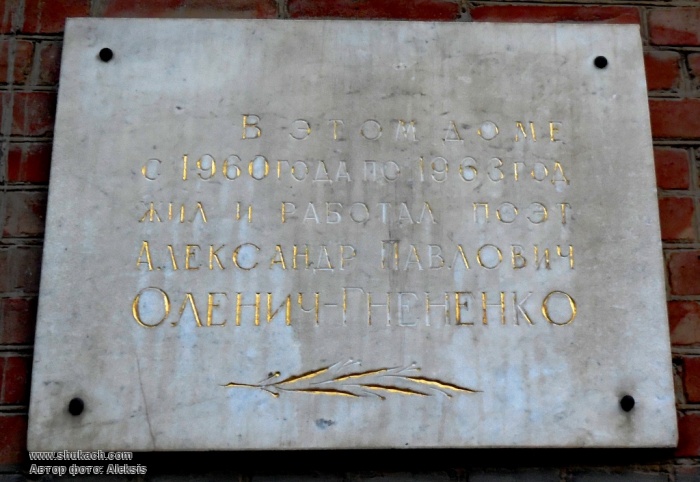 В ЭТОМ ДОМЕ
С 1960 ГОДА ПО 1963 ГОД
ЖИЛ И РАБОТАЛ ПОЭТ
АЛЕКСАНДР ПАВЛОВИЧ
ОЛЕНИЧ-ГНЕНЕНКО
www.shukach.com
Автор фото: Aleksis